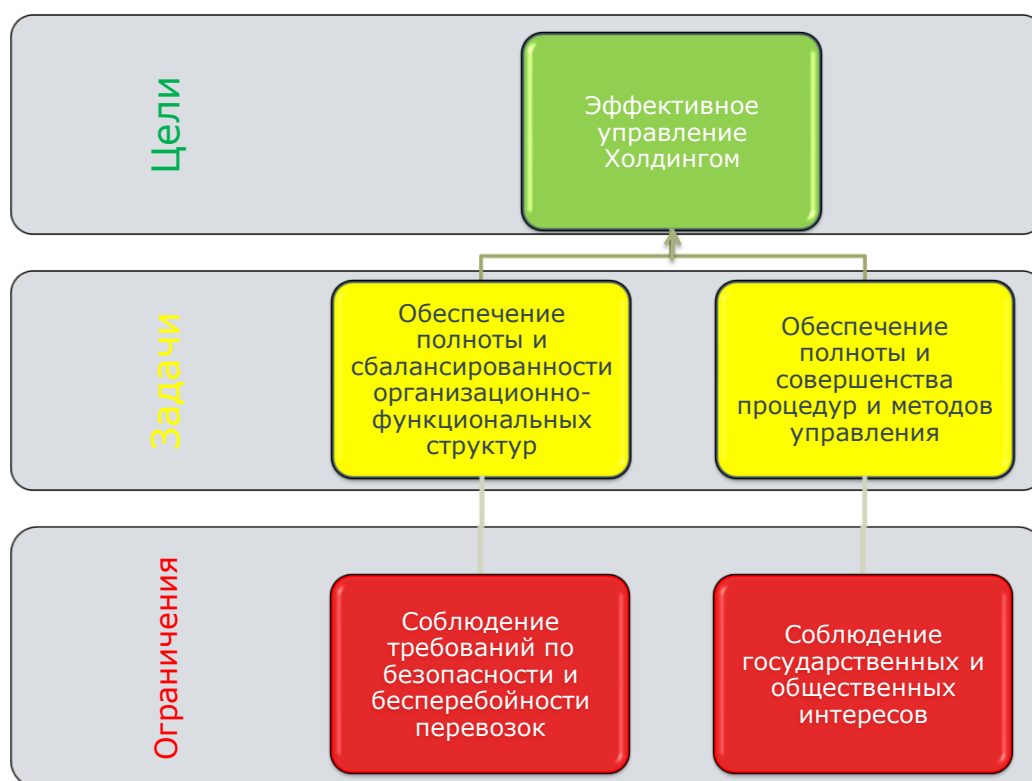 Цели
Эффективное
управление
Холдингом
Задачи
Обеспечение
полноты и
сбалансированности
организационно-
функциональных
структур
Обеспечение
полноты и
совершенства
процедур и методов
управления
Ограничения
Соблюдение
требований по
безопасности и
бесперебойности
перевозок
Соблюдение
государственных и
общественных
интересов